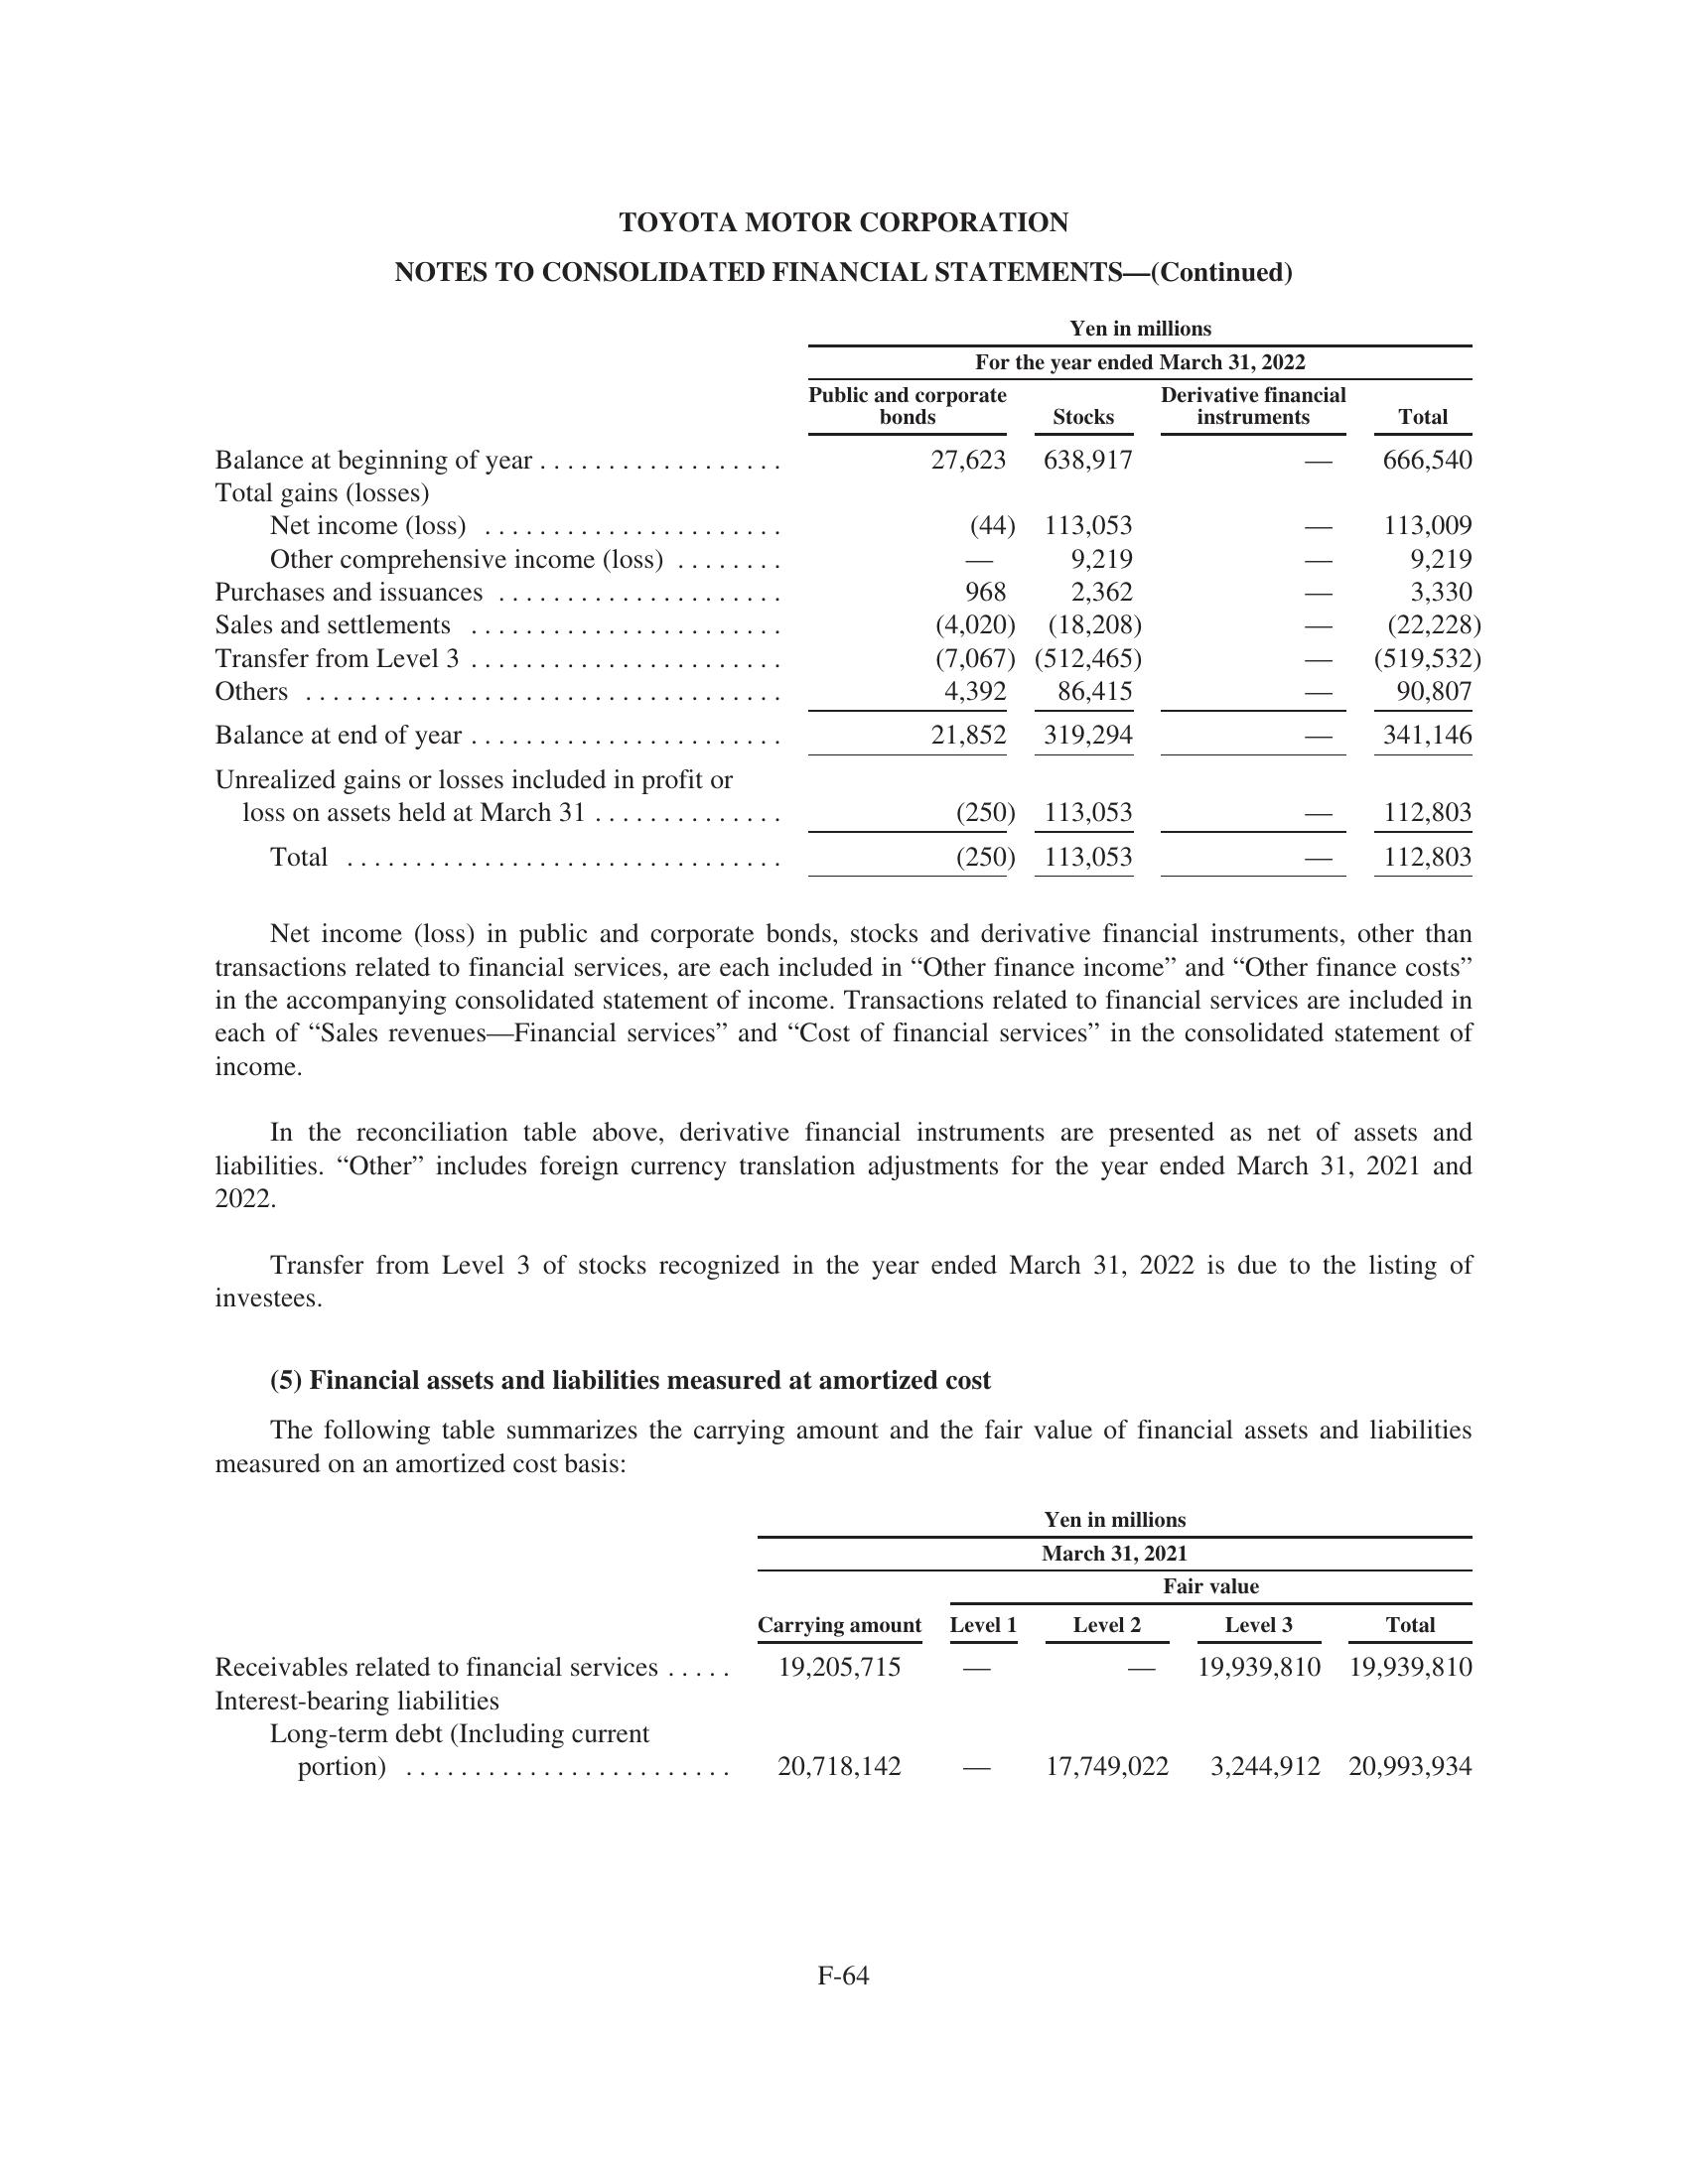 TOYOTA MOTOR CORPORATION
NOTES TO CONSOLIDATED FINANCIAL STATEMENTS—(Continued)
Yen in millions
For the year ended March 31, 2022
Public and corporate bonds Stocks Derivative financial instruments Total
Balance at beginning of year . . . . . . . . . . . . . . . . . . 27,623 638,917 — 666,540
Total gains (losses)
Net income (loss) . . . . . . . . . . . . . . . . . . . . . . (44) 113,053 — 113,009
Other comprehensive income (loss) . . . . . . . . — 9,219 — 9,219
Purchases and issuances . . . . . . . . . . . . . . . . . . . . . 968 2,362 — 3,330
Sales and settlements . . . . . . . . . . . . . . . . . . . . . . . (4,020) (18,208) — (22,228)
Transfer from Level 3 . . . . . . . . . . . . . . . . . . . . . . . (7,067) (512,465) — (519,532)
Others . . . . . . . . . . . . . . . . . . . . . . . . . . . . . . . . . . . 4,392 86,415 — 90,807
Balance at end of year . . . . . . . . . . . . . . . . . . . . . . . 21,852 319,294 — 341,146
Unrealized gains or losses included in profit or
loss on assets held at March 31 . . . . . . . . . . . . . . (250) 113,053 — 112,803
Total . . . . . . . . . . . . . . . . . . . . . . . . . . . . . . . . (250) 113,053 — 112,803
Net income (loss) in public and corporate bonds, stocks and derivative financial instruments, other than
transactions related to financial services, are each included in “Other finance income” and “Other finance costs”
in the accompanying consolidated statement of income. Transactions related to financial services are included in
each of “Sales revenues—Financial services” and “Cost of financial services” in the consolidated statement of
income.
In the reconciliation table above, derivative financial instruments are presented as net of assets and
liabilities. “Other” includes foreign currency translation adjustments for the year ended March 31, 2021 and
2022.
Transfer from Level 3 of stocks recognized in the year ended March 31, 2022 is due to the listing of
investees.
(5) Financial assets and liabilities measured at amortized cost
The following table summarizes the carrying amount and the fair value of financial assets and liabilities
measured on an amortized cost basis:
Yen in millions
March 31, 2021
Fair value
Carrying amount Level 1 Level 2 Level 3 Total
Receivables related to financial services . . . . . 19,205,715 — — 19,939,810 19,939,810
Interest-bearing liabilities
Long-term debt (Including current
portion) . . . . . . . . . . . . . . . . . . . . . . . . 20,718,142 — 17,749,022 3,244,912 20,993,934
F-64